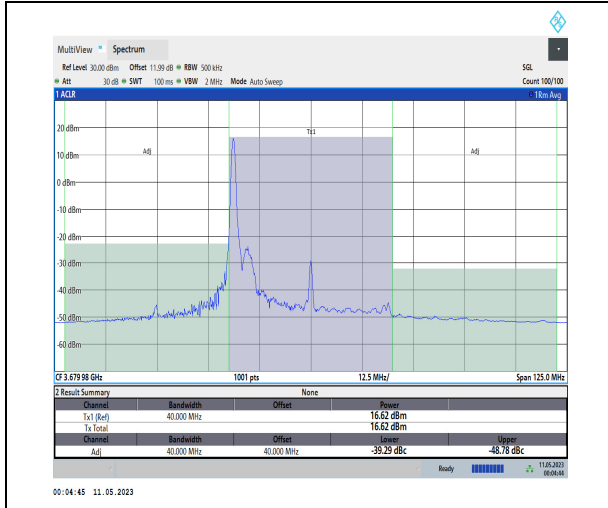 MultiView Spectrum
Ref Level 30.00 dBm Offset 11.99 dB RBW 500 kHz SGL
Att 30 dB SWT 100 ms VBW 2 MHz Mode Auto Sweep Count 100/100
1 ACLR 1Rm Avg
Tx1
20 dBm
Adj Adj
10 dBm
0 dBm
-10 dBm
-20 dBm
-30 dBm
-40 dBm
-50 dBm
-60 dBm
CF 3.67998 GHz 1001 pts 12.5 MHz/ Span 125.0 MHz
2 Result Summary None
Channel Bandwidth Offset Power
Tx1 (Ref) 40.000 MHz 16.62 dBm
Tx Total 16.62 dBm
Channel Bandwidth Offset Lower Upper
Adj 40.000 MHz 40.000 MHz -39.29 dBc -48.78 dBc
Ready 11.05.2023
00:04:44
00:04:45 11.05.2023